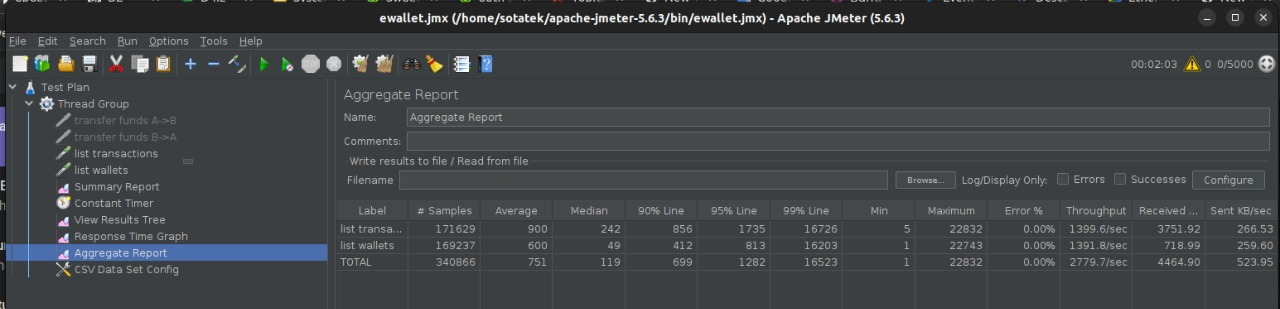 ewallet.jmx (/home/sotatek/apache-jmeter-5.6.3/bin/ewallet.jmx) - Apache JMeter (5.6.3)
File Edit Search Run Options Tools Help
00:02:03 0 0/5000
Test Plan
Thread Group
transfer funds A->B
transfer funds B->A
list transactions
list wallets
Summary Report
Constant Timer
View Results Tree
Response Time Graph
Aggregate Report
CSV Data Set Config
Aggregate Report
Name: Aggregate Report
Comments:
Write results to file / Read from file
Filename Browse... Log/Display Only: Errors Successes Configure
Label # Samples Average Median 90% Line 95% Line 99% Line Min Maximum Error % Throughput Received ... Sent KB/sec
list transa... 171629 900 242 856 1735 16726 5 22832 0.00% 1399.6/sec 3751.92 266.53
list wallets 169237 600 49 412 813 16203 1 22743 0.00% 1391.8/sec 718.99 259.60
TOTAL 340866 751 119 699 1282 16523 1 22832 0.00% 2779.7/sec 4464.90 523.95